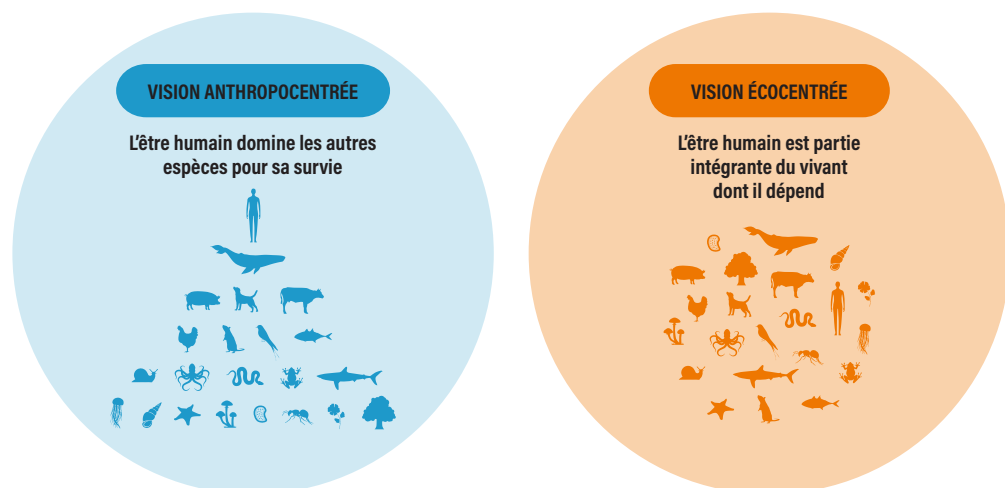 VISION ANTHROPOCENTRÉE
L'être humain domine les autres
espèces pour sa survie
VISION ÉCOCENTRÉE
L'être humain est partie
intégrante du vivant
dont il dépend